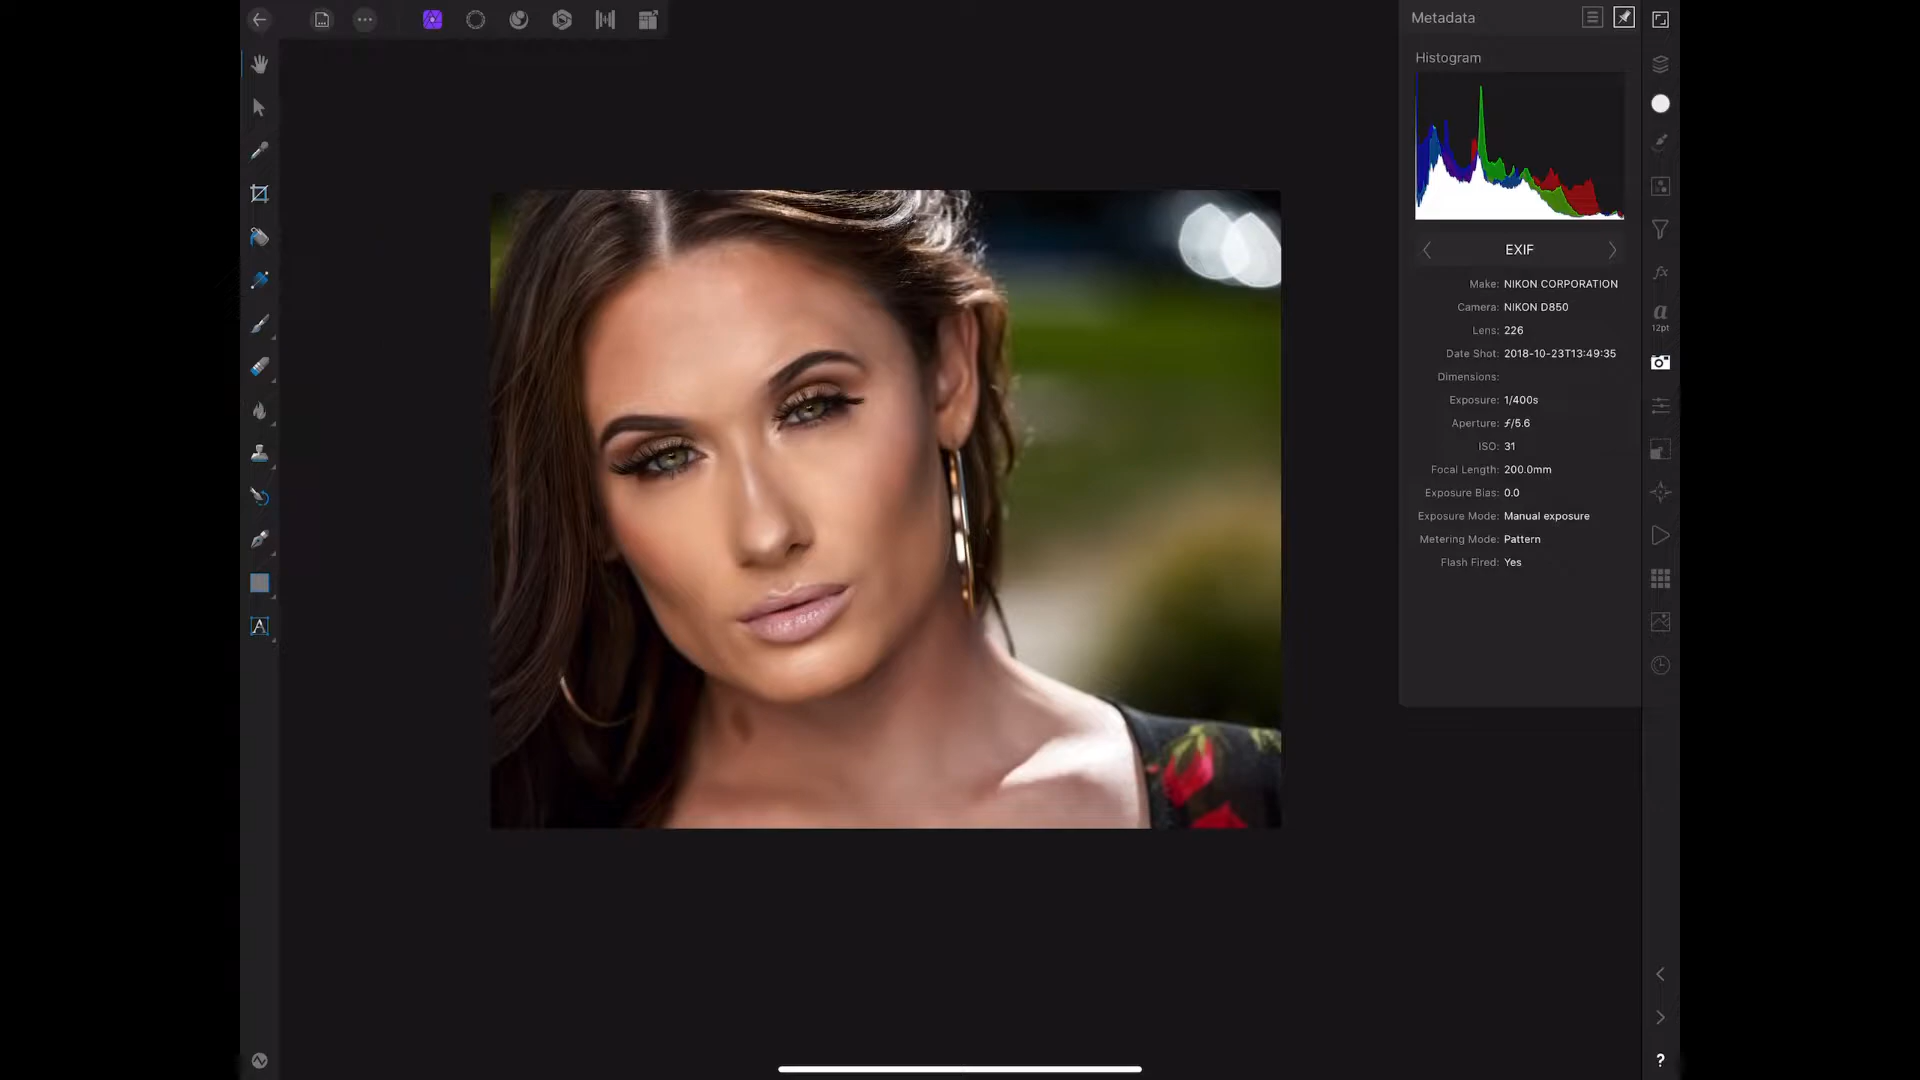 Metadata
Histogram
EXIF
Make: NIKON CORPORATION
Camera: NIKON D850
Lens: 226
Date Shot: 2018-10-23T13:49:35
Dimensions:
Exposure: 1/400s
Aperture: ƒ/5.6
ISO: 31
Focal Length: 200.0mm
Exposure Bias: 0.0
Exposure Mode: Manual exposure
Metering Mode: Pattern
Flash Fired: Yes
fx
a
12pt
A
?